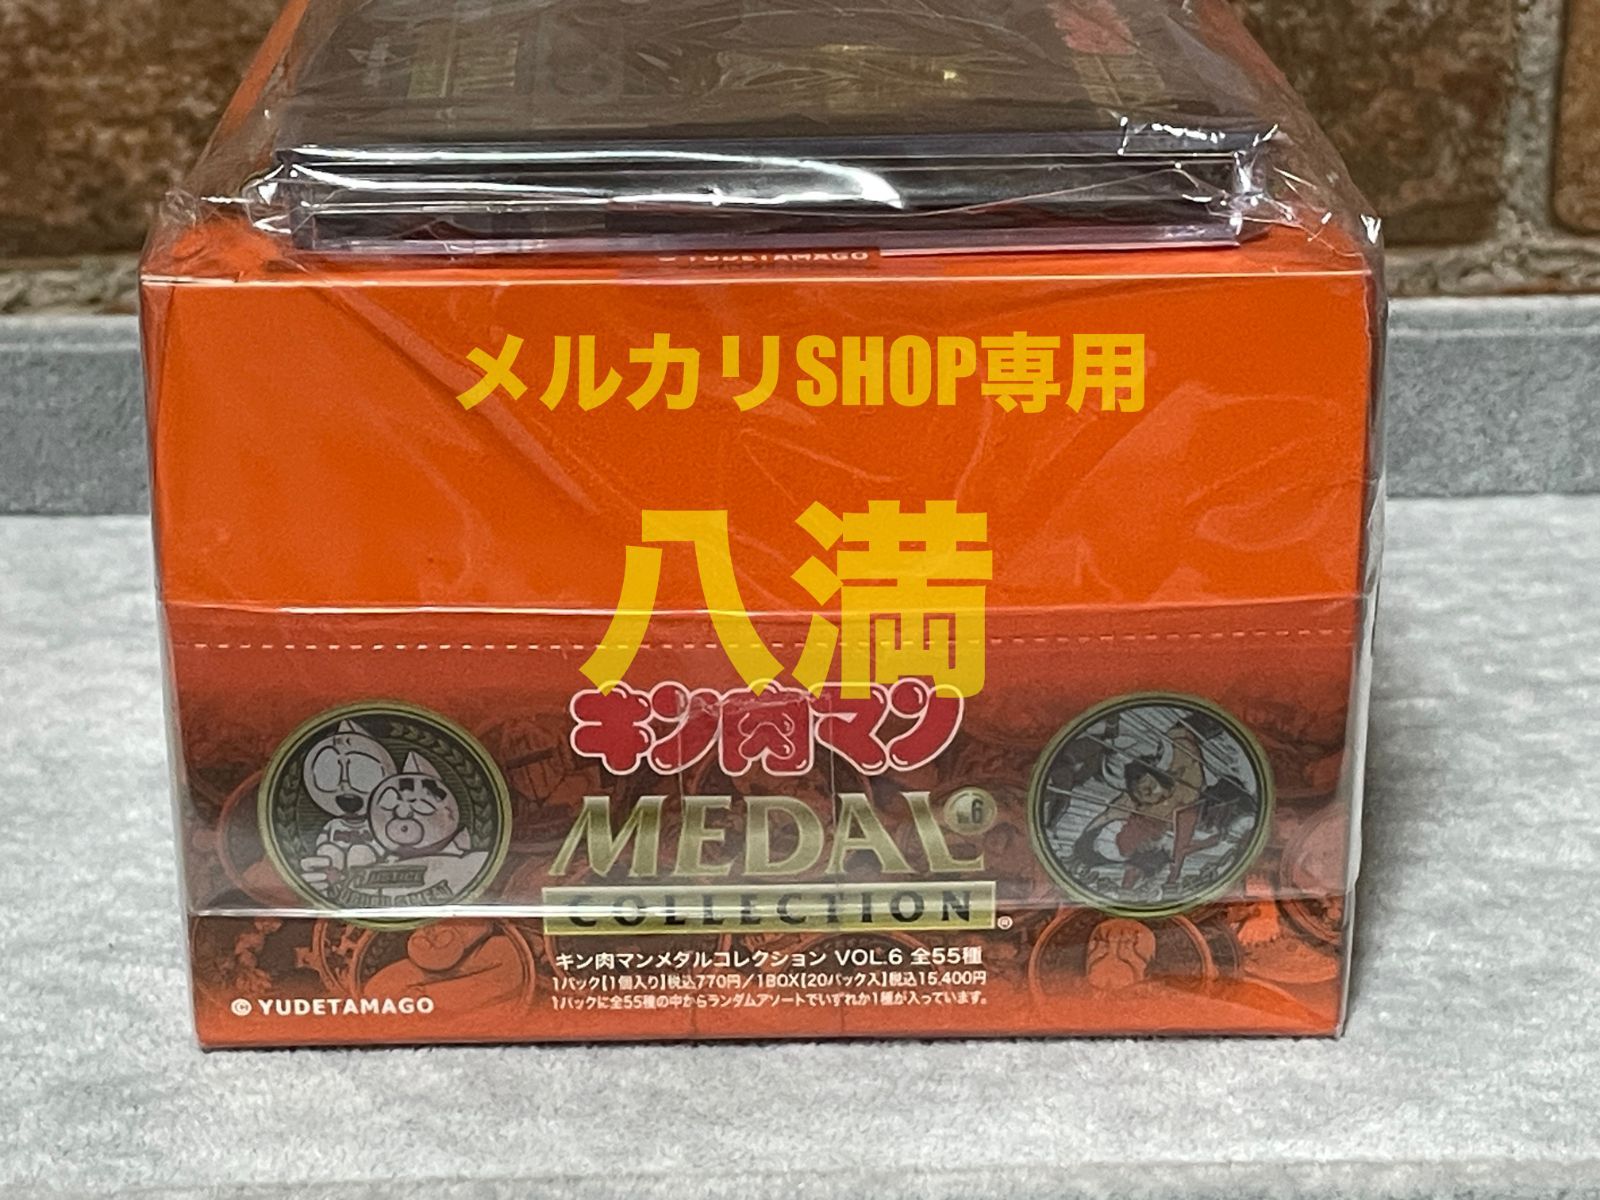 © YUDETAMAGO
メルカリSHOP専用
八満
キン肉マン
MEDAL
VOL.6
COLLECTION®
キン肉マンメダルコレクション VOL.6 全55種
1パック[1個入り]税込770円/1BOX[20パック入]税込15,400円
1パックに全55種の中からランダムアソートでいずれか1種が入っています。
© YUDETAMAGO